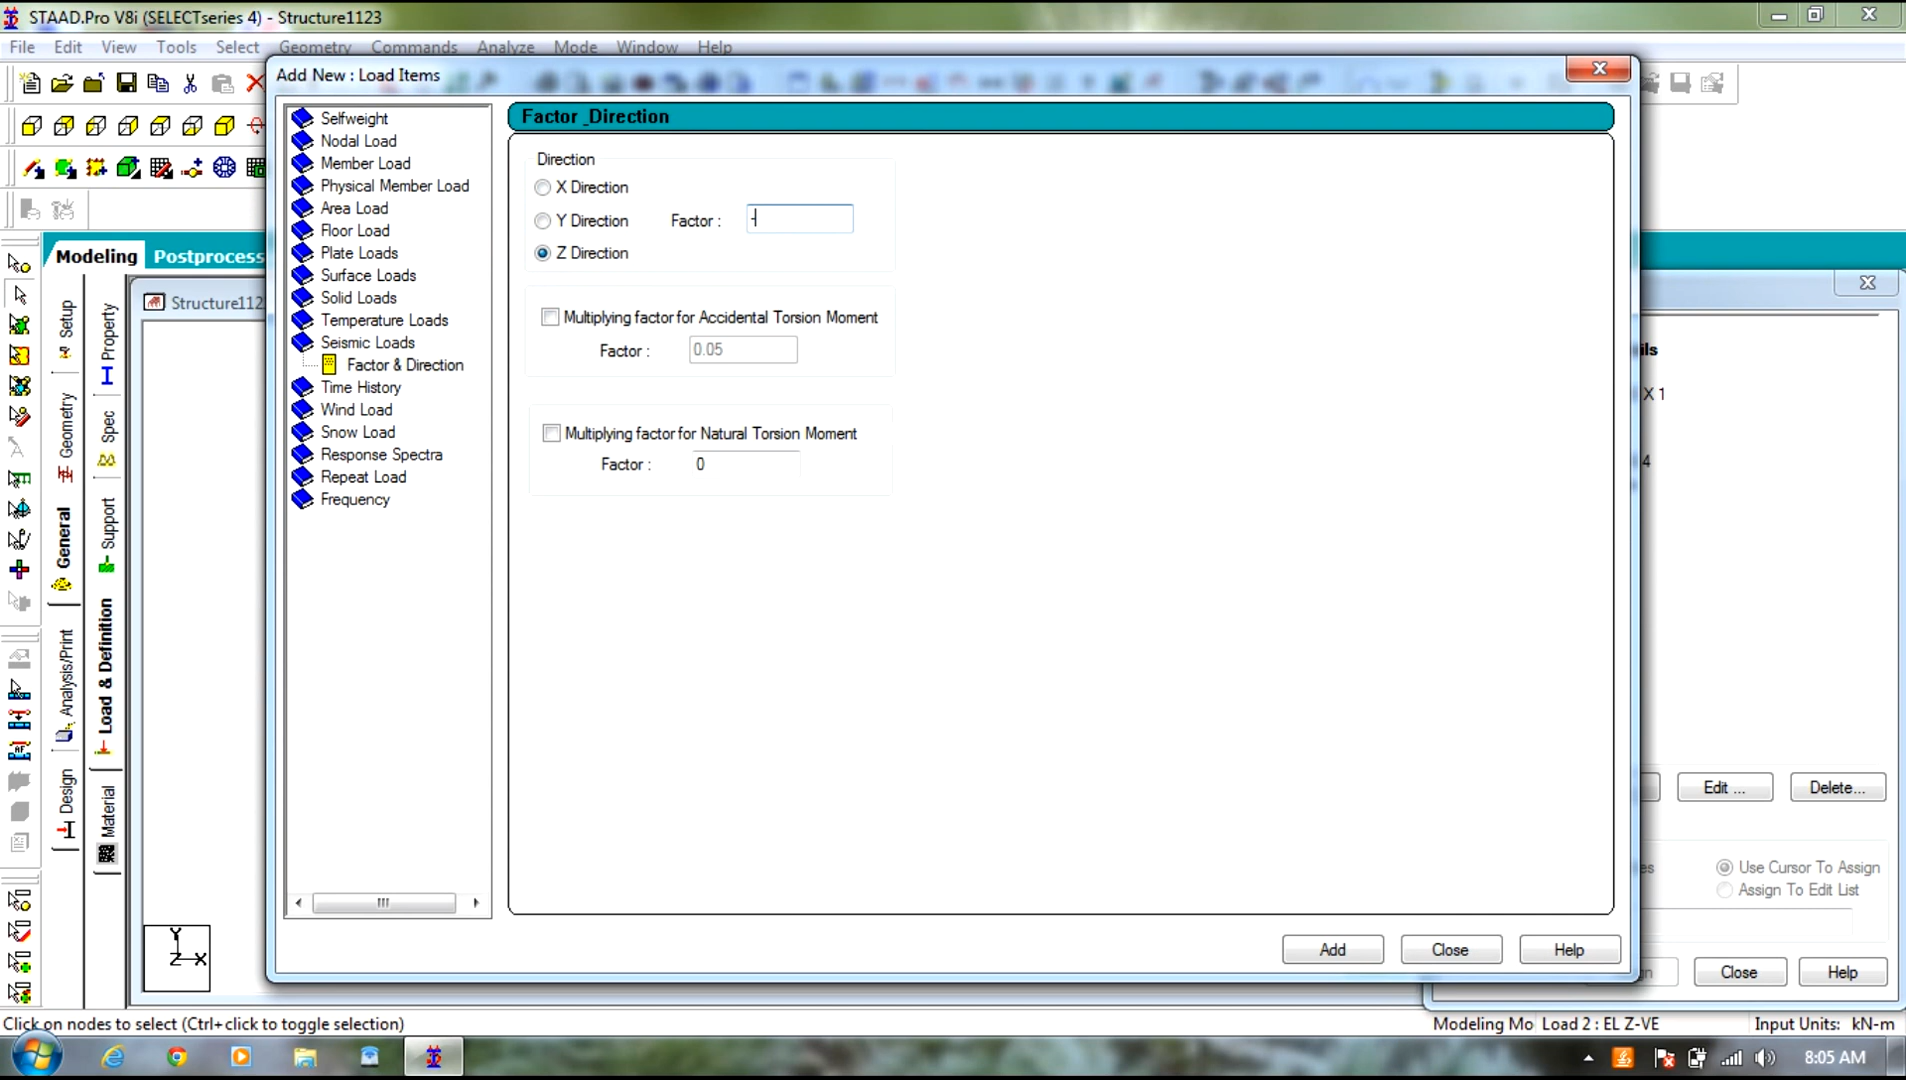 STAAD.Pro V8i (SELECTseries 4) - Structure1123
File Edit View Tools Select Geometry Commands Analyze Mode Window Help
Add New : Load Items
Selfweight
Nodal Load
Member Load
Physical Member Load
Area Load
Floor Load
Plate Loads
Surface Loads
Solid Loads
Temperature Loads
Seismic Loads
Factor & Direction
Time History
Wind Load
Snow Load
Response Spectra
Repeat Load
Frequency
Factor _Direction
Direction
X Direction
Y Direction
Factor : -
Z Direction
Multiplying factor for Accidental Torsion Moment
Factor : 0.05
Multiplying factor for Natural Torsion Moment
Factor : 0
Add Close Help
Modeling Postprocess
Structure112
Setup
Geometry
General
Analysis/Print
Design
Property
Spec
Support
Load & Definition
Material
Y
Z X
ils
X 1
4
Edit ... Delete...
es
Use Cursor To Assign
Assign To Edit List
gn
Close Help
Click on nodes to select (Ctrl+click to toggle selection)
Modeling Mo Load 2 : EL Z-VE Input Units: kN-m
8:05 AM